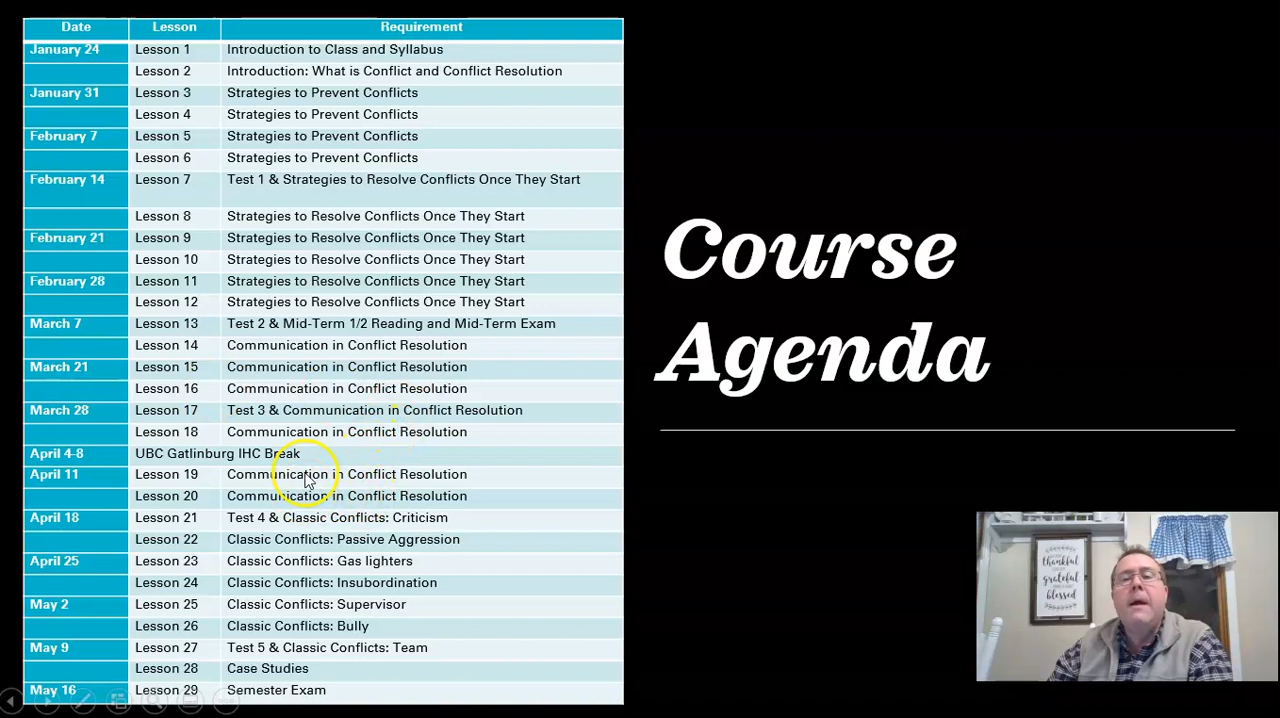 Date Lesson Requirement
January 24 Lesson 1 Introduction to Class and Syllabus
Lesson 2 Introduction: What is Conflict and Conflict Resolution
January 31 Lesson 3 Strategies to Prevent Conflicts
Lesson 4 Strategies to Prevent Conflicts
February 7 Lesson 5 Strategies to Prevent Conflicts
Lesson 6 Strategies to Prevent Conflicts
February 14 Lesson 7 Test 1 & Strategies to Resolve Conflicts Once They Start
Lesson 8 Strategies to Resolve Conflicts Once They Start
February 21 Lesson 9 Strategies to Resolve Conflicts Once They Start
Lesson 10 Strategies to Resolve Conflicts Once They Start
February 28 Lesson 11 Strategies to Resolve Conflicts Once They Start
Lesson 12 Strategies to Resolve Conflicts Once They Start
March 7 Lesson 13 Test 2 & Mid-Term 1/2 Reading and Mid-Term Exam
Lesson 14 Communication in Conflict Resolution
March 21 Lesson 15 Communication in Conflict Resolution
Lesson 16 Communication in Conflict Resolution
March 28 Lesson 17 Test 3 & Communication in Conflict Resolution
Lesson 18 Communication in Conflict Resolution
April 4-8 UBC Gatlinburg IHC Break
April 11 Lesson 19 Communication in Conflict Resolution
Lesson 20 Communication in Conflict Resolution
April 18 Lesson 21 Test 4 & Classic Conflicts: Criticism
Lesson 22 Classic Conflicts: Passive Aggression
April 25 Lesson 23 Classic Conflicts: Gas lighters
Lesson 24 Classic Conflicts: Insubordination
May 2 Lesson 25 Classic Conflicts: Supervisor
Lesson 26 Classic Conflicts: Bully
May 9 Lesson 27 Test 5 & Classic Conflicts: Team
Lesson 28 Case Studies
May 16 Lesson 29 Semester Exam
Course
Agenda
thankful
grateful
blessed